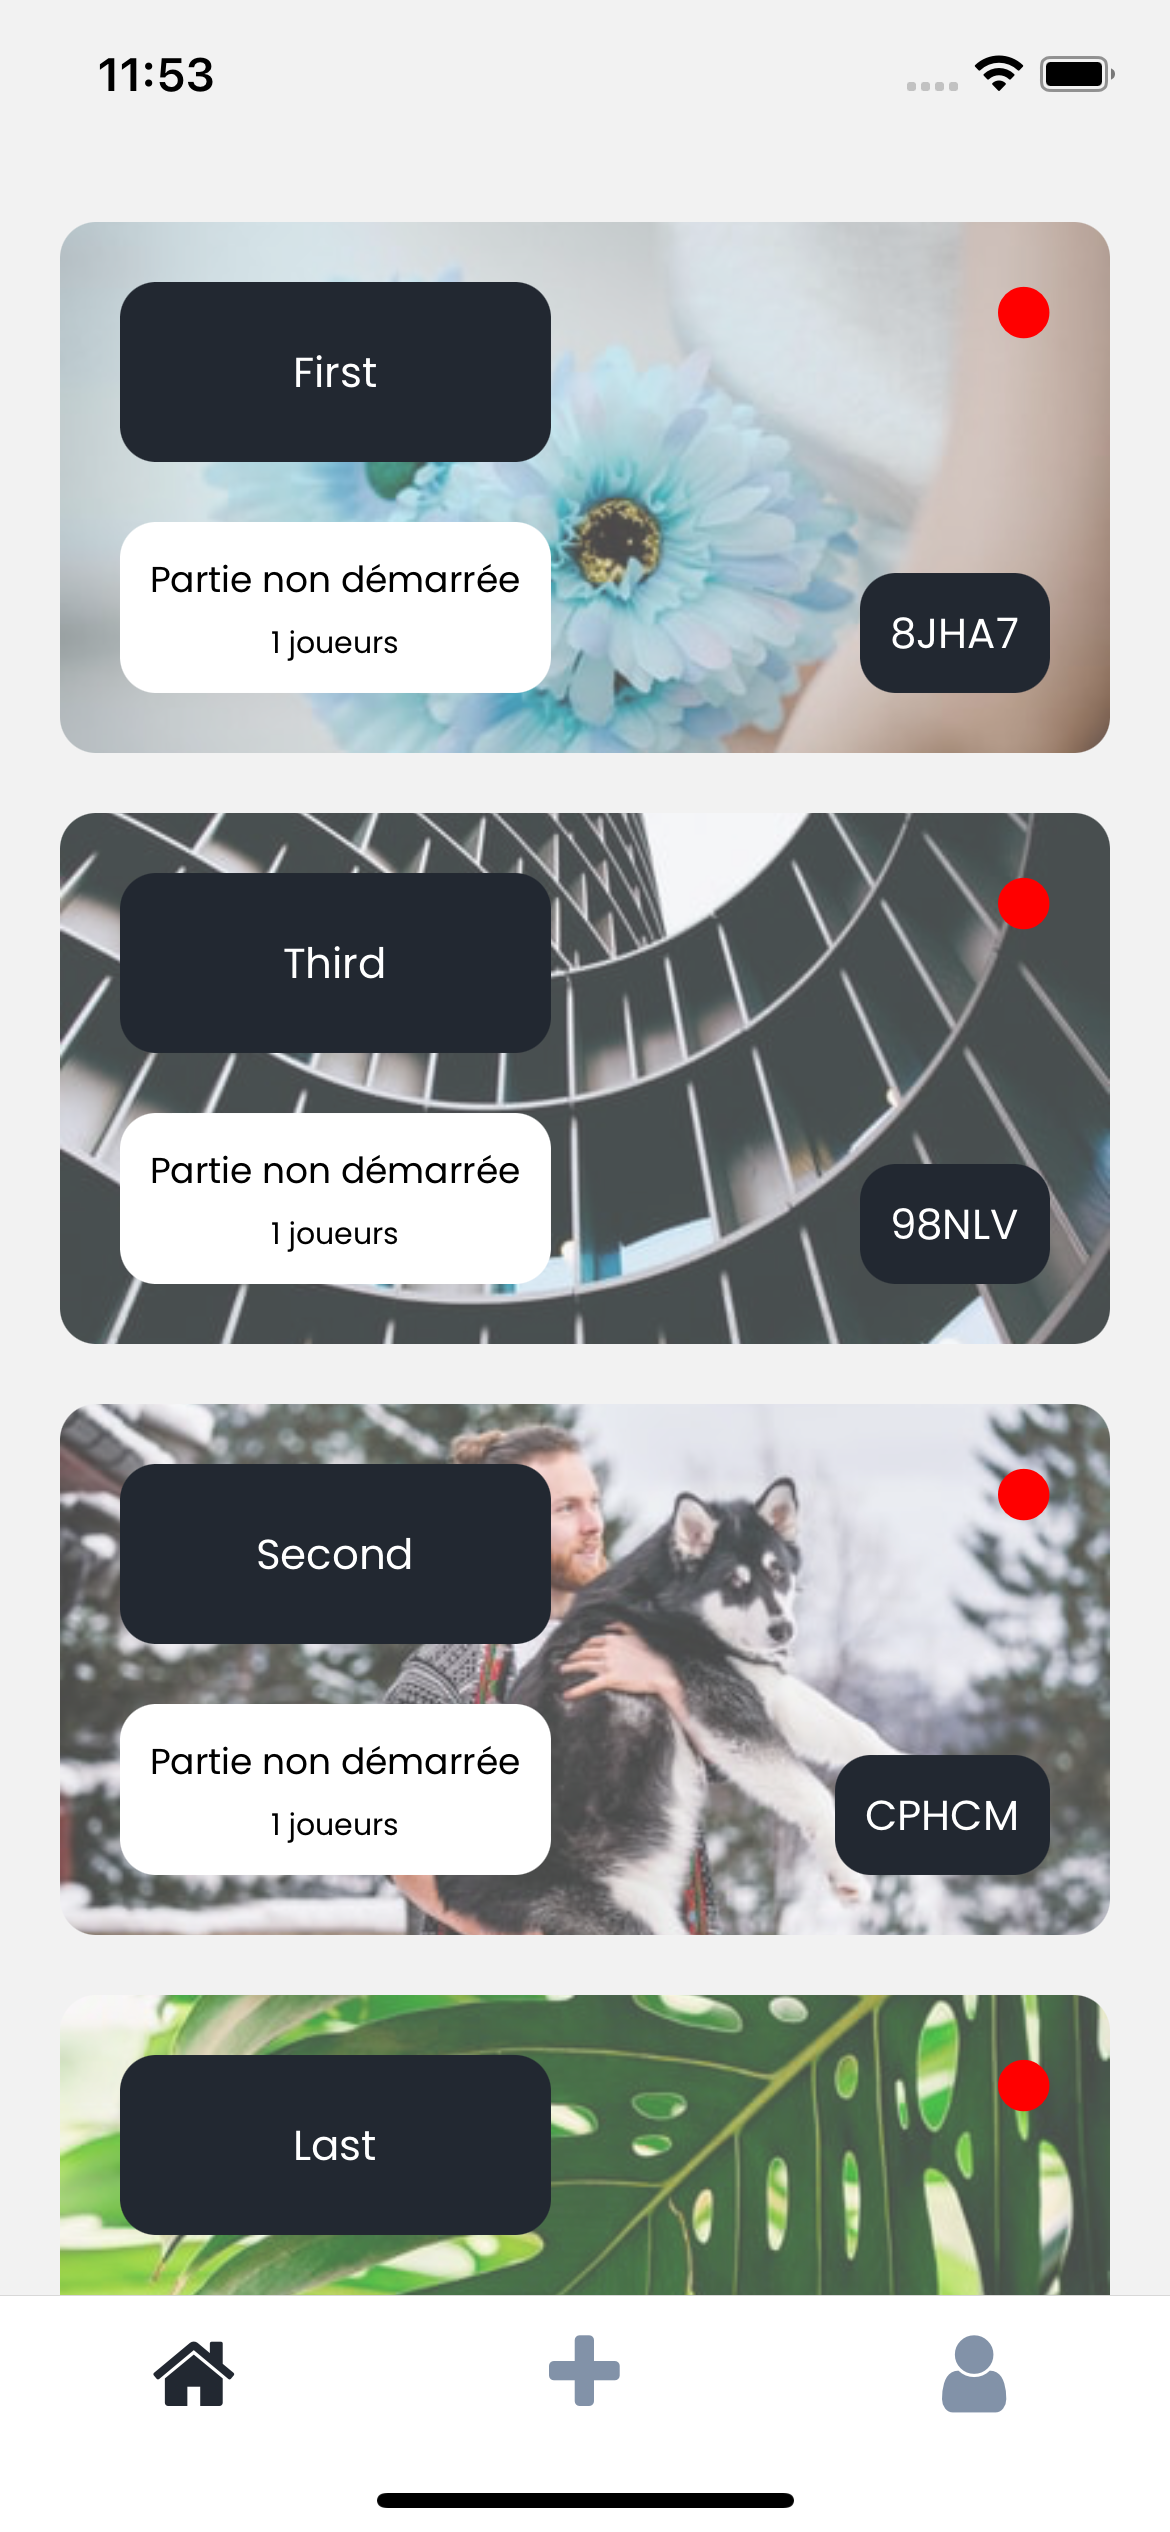 11:53
First
Partie non démarrée
1 joueurs
8JHA7
Third
Partie non démarrée
1 joueurs
98NLV
Second
Partie non démarrée
1 joueurs
CPHCM
Last